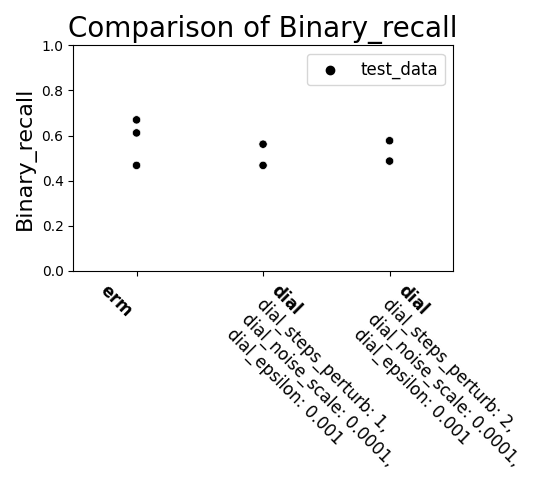 Comparison of Binary_recall
test_data
Binary_recall
1.0
0.8
0.6
0.4
0.2
0.0
erm
dial
dial_steps_perturb: 1,
dial_noise_scale: 0.0001,
dial_epsilon: 0.001
dial
dial_steps_perturb: 2,
dial_noise_scale: 0.0001,
dial_epsilon: 0.001